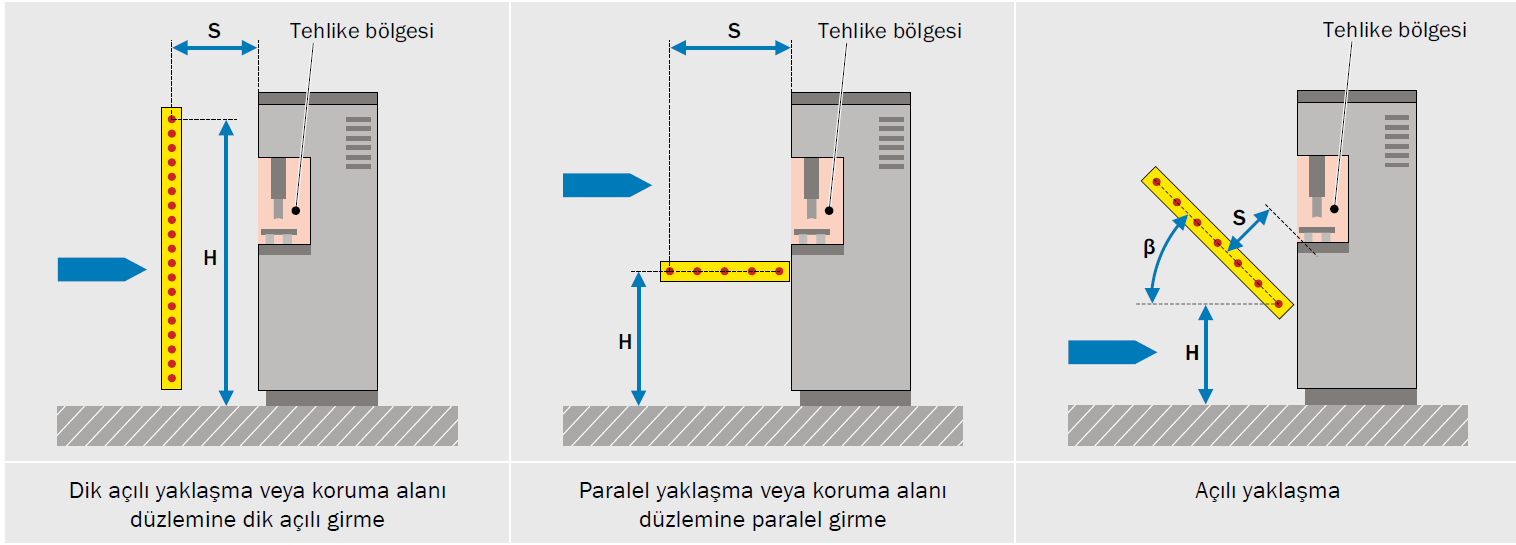 S
Tehlike bölgesi
H
Dik açılı yaklaşma veya koruma alanı
düzlemine dik açılı girme
S
Tehlike bölgesi
H
Paralel yaklaşma veya koruma alanı
düzlemine paralel girme
Tehlike bölgesi
S
β
H
Açılı yaklaşma